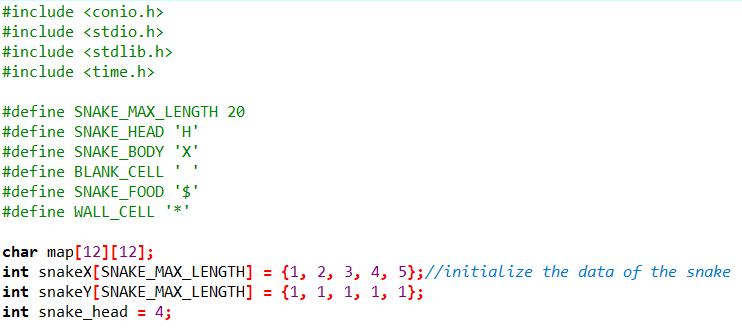 #include <conio.h>
#include <stdio.h>
#include <stdlib.h>
#include <time.h>
#define SNAKE_MAX_LENGTH 20
#define SNAKE_HEAD 'H'
#define SNAKE_BODY 'X'
#define BLANK_CELL ' '
#define SNAKE_FOOD '$'
#define WALL_CELL '*'
char map[12][12];
int snakeX[SNAKE_MAX_LENGTH] = {1, 2, 3, 4, 5};//initialize the data of the snake
int snakeY[SNAKE_MAX_LENGTH] = {1, 1, 1, 1, 1};
int snake_head = 4;